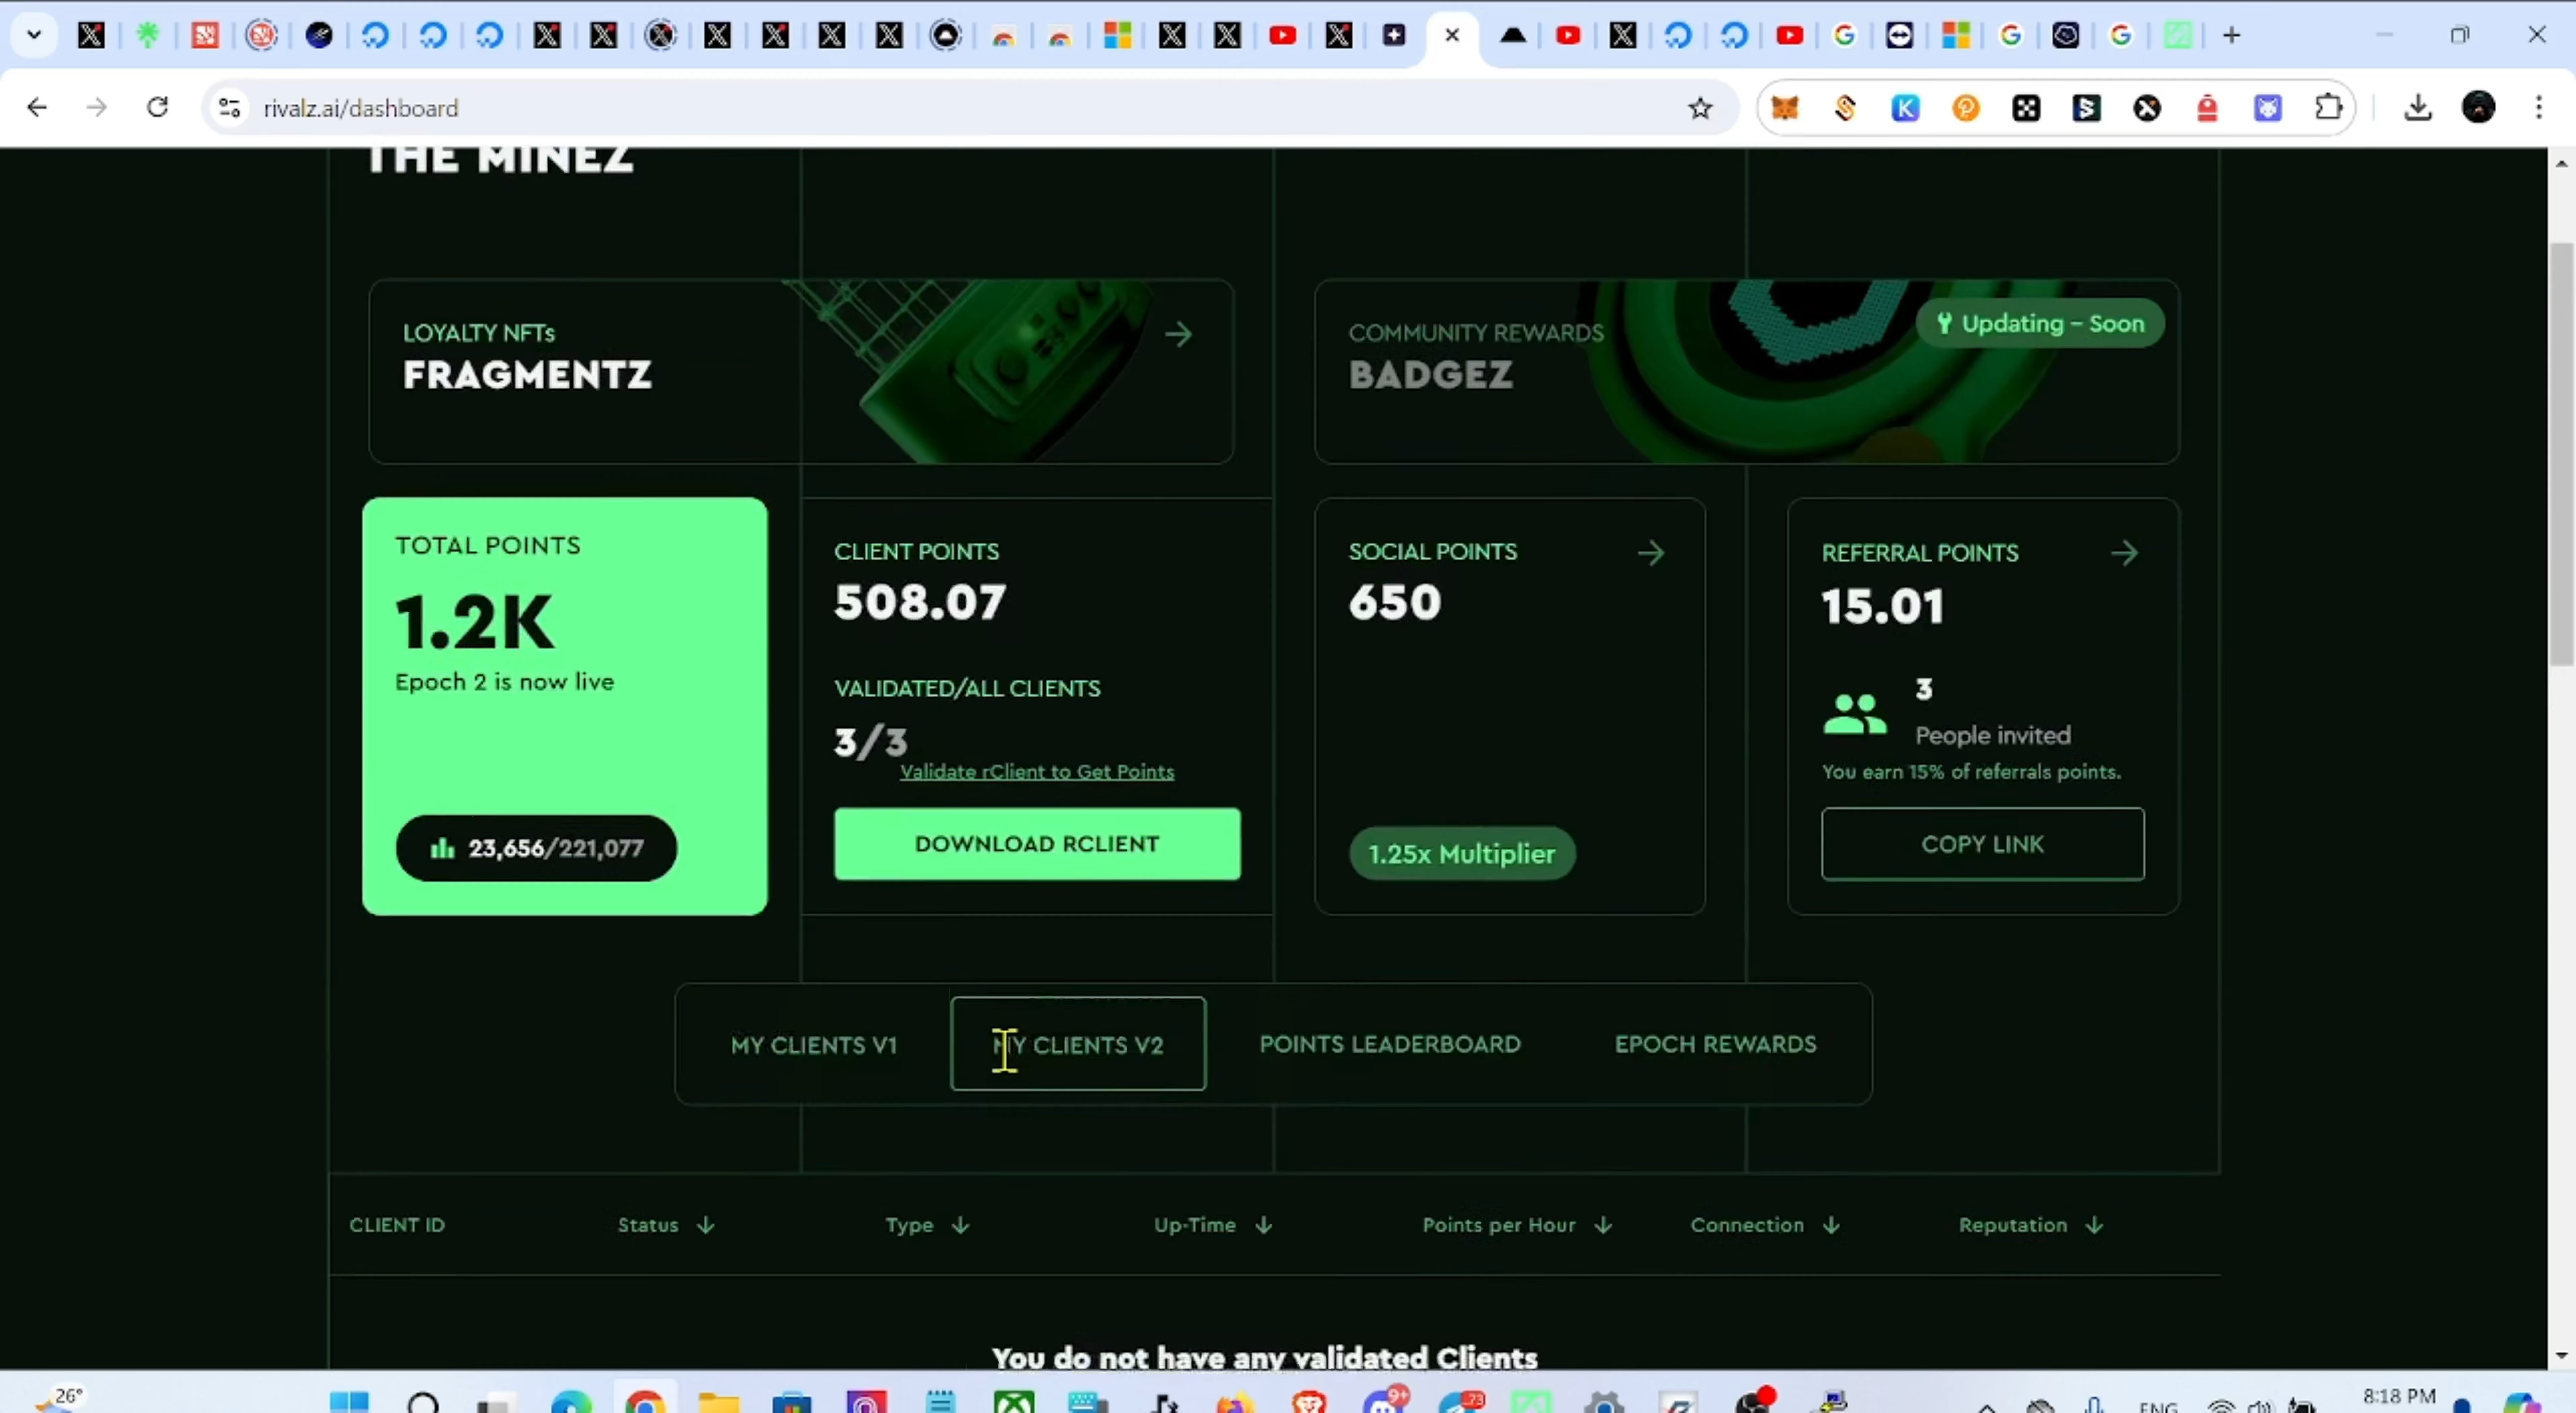 rivalz.ai/dashboard
THE MINEZ
LOYALTY NFTs
FRAGMENTZ
COMMUNITY REWARDS
BADGEZ
Updating - Soon
TOTAL POINTS
1.2K
Epoch 2 is now live
23,656/221,077
CLIENT POINTS
508.07
VALIDATED/ALL CLIENTS
3/3
Validate rClient to Get Points
DOWNLOAD RCLIENT
SOCIAL POINTS
650
1.25x Multiplier
REFERRAL POINTS
15.01
3
People invited
You earn 15% of referrals points.
COPY LINK
MY CLIENTS V1
MY CLIENTS V2
POINTS LEADERBOARD
EPOCH REWARDS
CLIENT ID Status Type Up-Time Points per Hour Connection Reputation
You do not have any validated Clients
26°
9+
73
ENG
8:18 PM